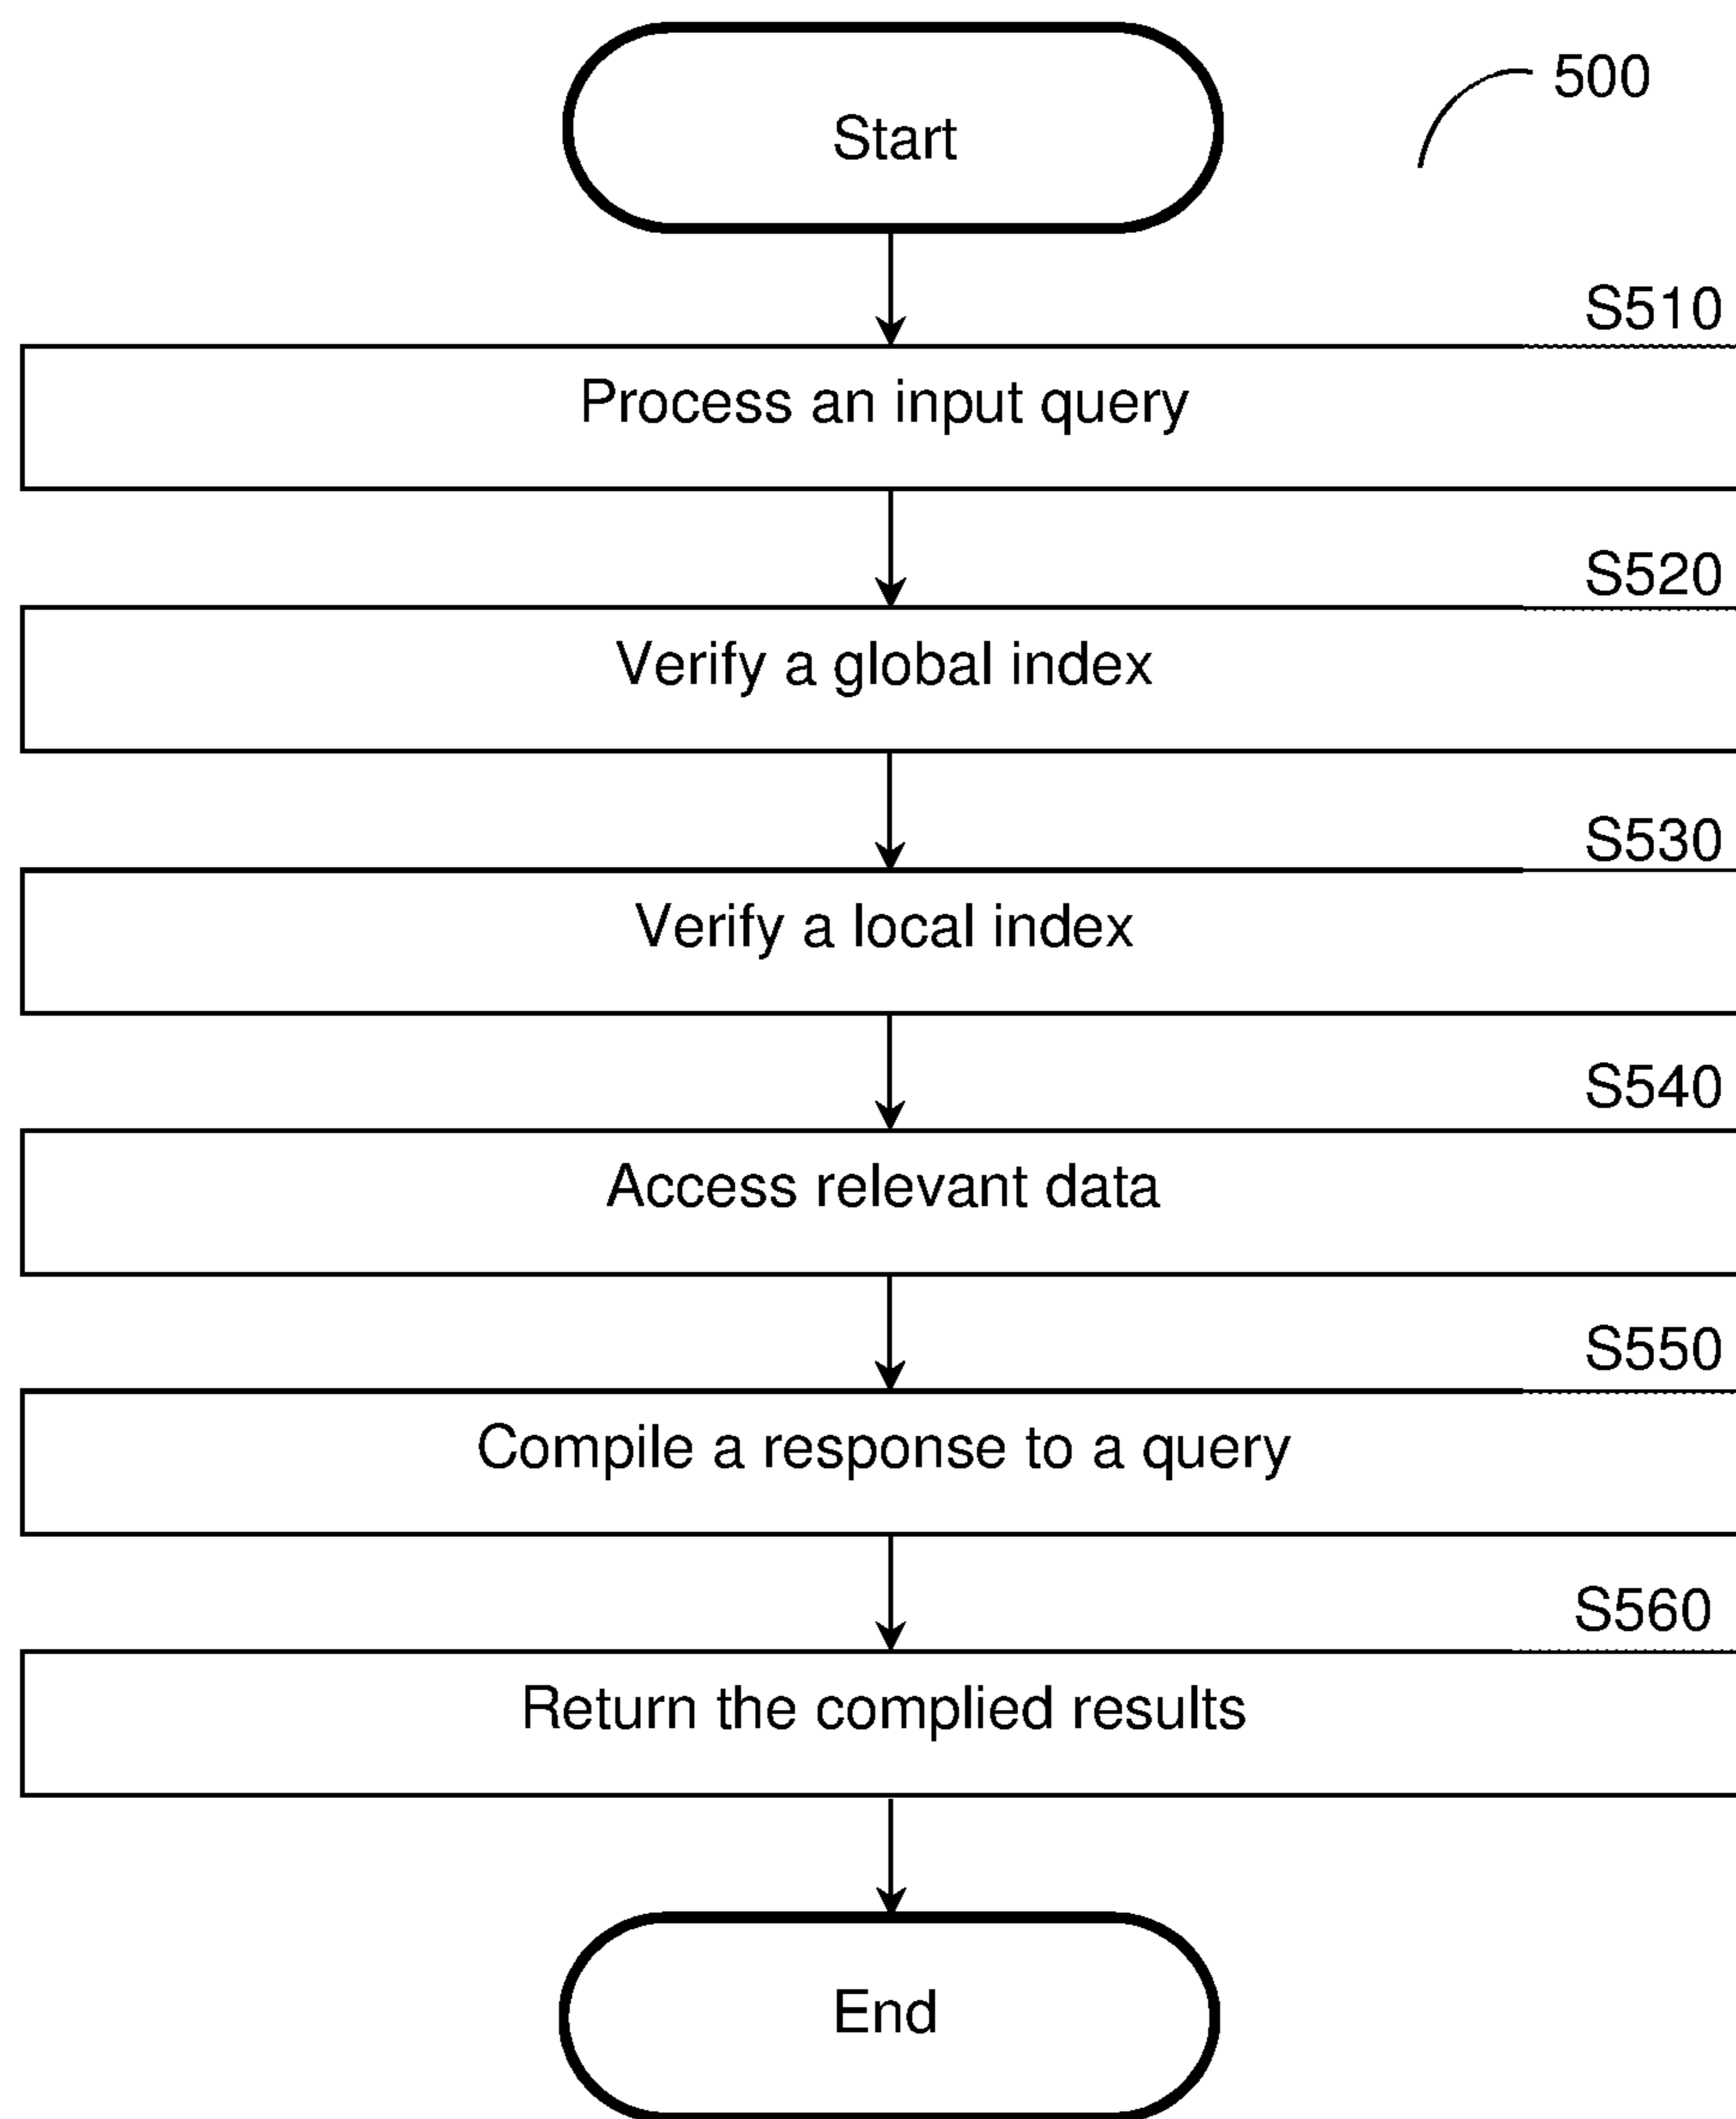 Start
500
S510
Process an input query
S520
Verify a global index
S530
Verify a local index
S540
Access relevant data
S550
Compile a response to a query
S560
Return the complied results
End